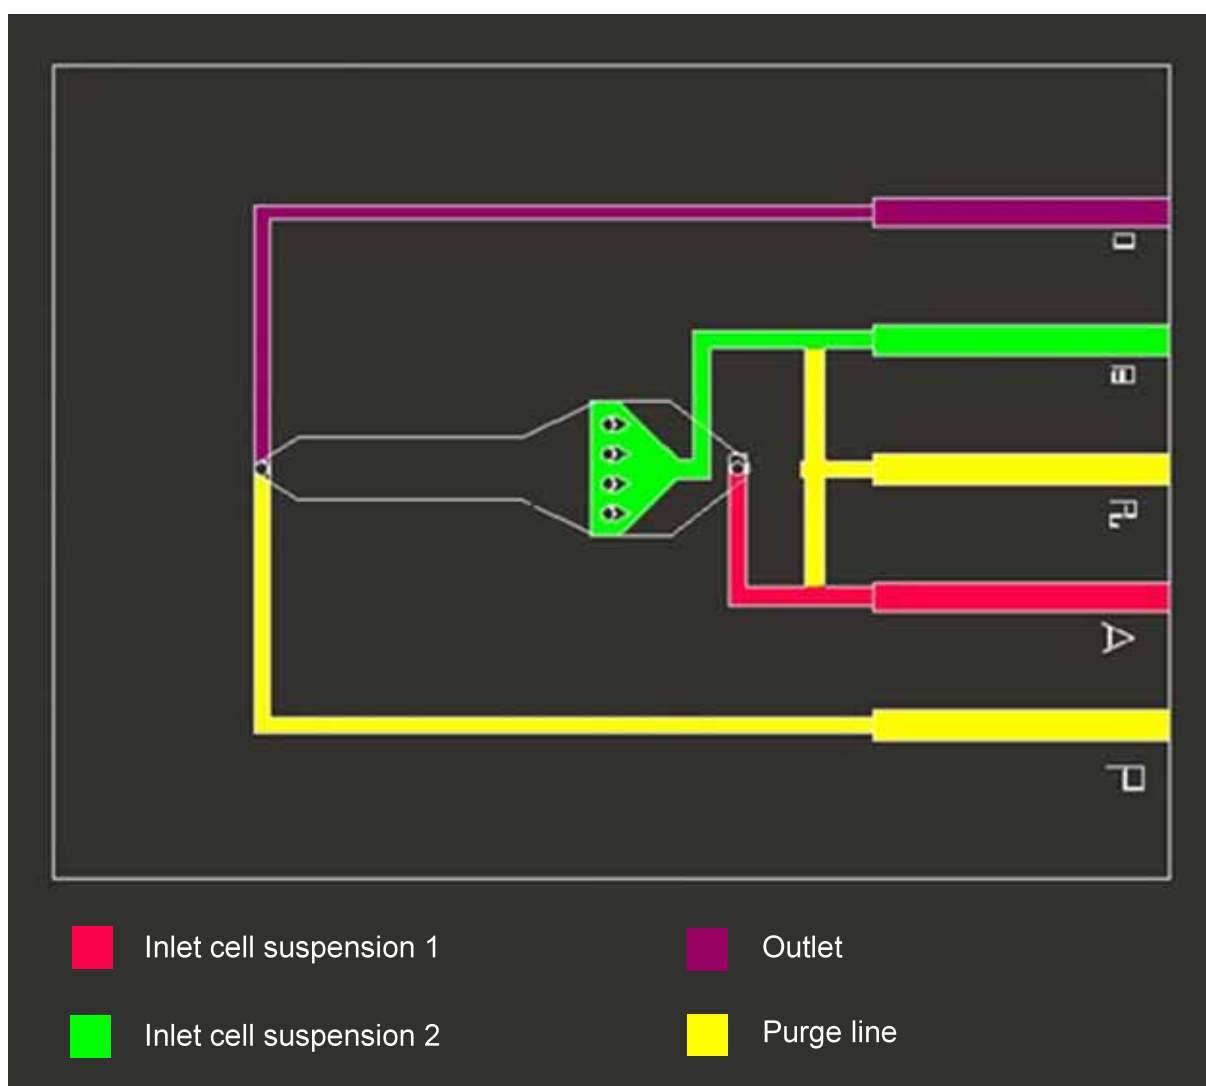 B
A
P
Inlet cell suspension 1
Outlet
Inlet cell suspension 2
Purge line